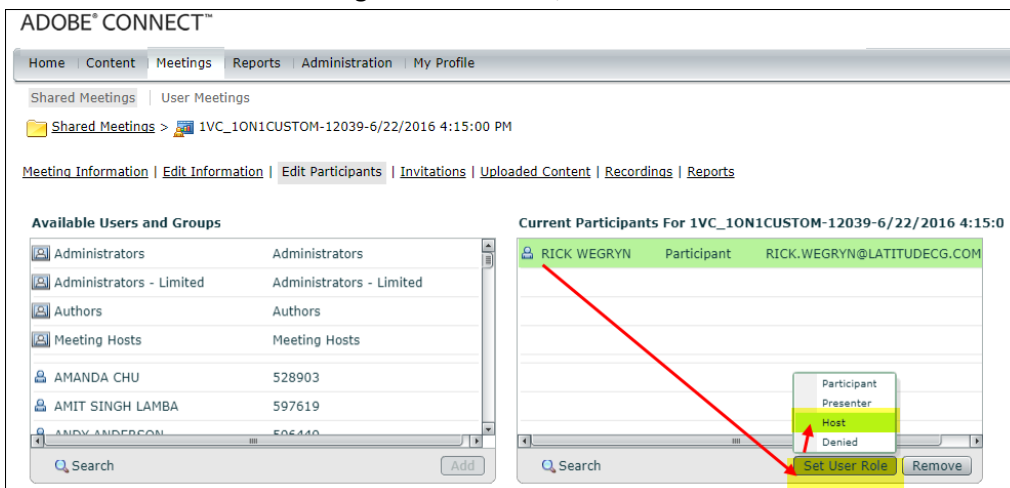 ADOBE® CONNECT™
Home Content Meetings Reports Administration My Profile
Shared Meetings | User Meetings
Shared Meetings > 1VC_1ON1CUSTOM-12039-6/22/2016 4:15:00 PM
Meeting Information | Edit Information | Edit Participants | Invitations | Uploaded Content | Recordings | Reports
Available Users and Groups
Administrators Administrators
Administrators - Limited Administrators - Limited
Authors Authors
Meeting Hosts Meeting Hosts
AMANDA CHU 528903
AMIT SINGH LAMBA 597619
ANDY ANDERSON
Search Add
Current Participants For 1VC_1ON1CUSTOM-12039-6/22/2016 4:15:0
RICK WEGRYN Participant RICK.WEGRYN@LATITUDECG.COM
Participant
Presenter
Host
Denied
Search Set User Role Remove